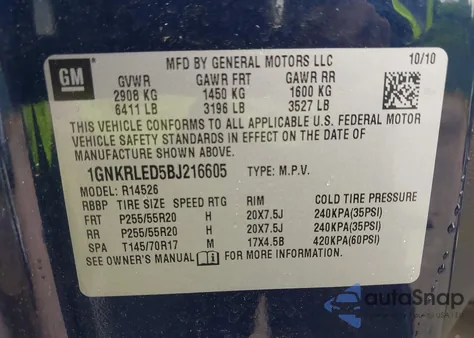 GM MFD BY GENERAL MOTORS LLC 10/10
GVWR GAWR FRT GAWR RR
2908 KG 1450 KG 1600 KG
6411 LB 3196 LB 3527 LB
THIS VEHICLE CONFORMS TO ALL APPLICABLE U.S. FEDERAL MOTOR
VEHICLE SAFETY STANDARDS IN EFFECT ON THE DATE OF
MANUFACTURE SHOWN ABOVE.
1GNKRLED5BJ216605 TYPE: M.P.V.
MODEL: R14526
RBBP TIRE SIZE SPEED RTG RIM COLD TIRE PRESSURE
FRT P255/55R20 H 20X7.5J 240KPA(35PSI)
RR P255/55R20 H 20X7.5J 240KPA(35PSI)
SPA T145/70R17 M 17X4.5B 420KPA(60PSI)
SEE OWNER'S MANUAL FOR MORE INFORMATION.
autoSnap